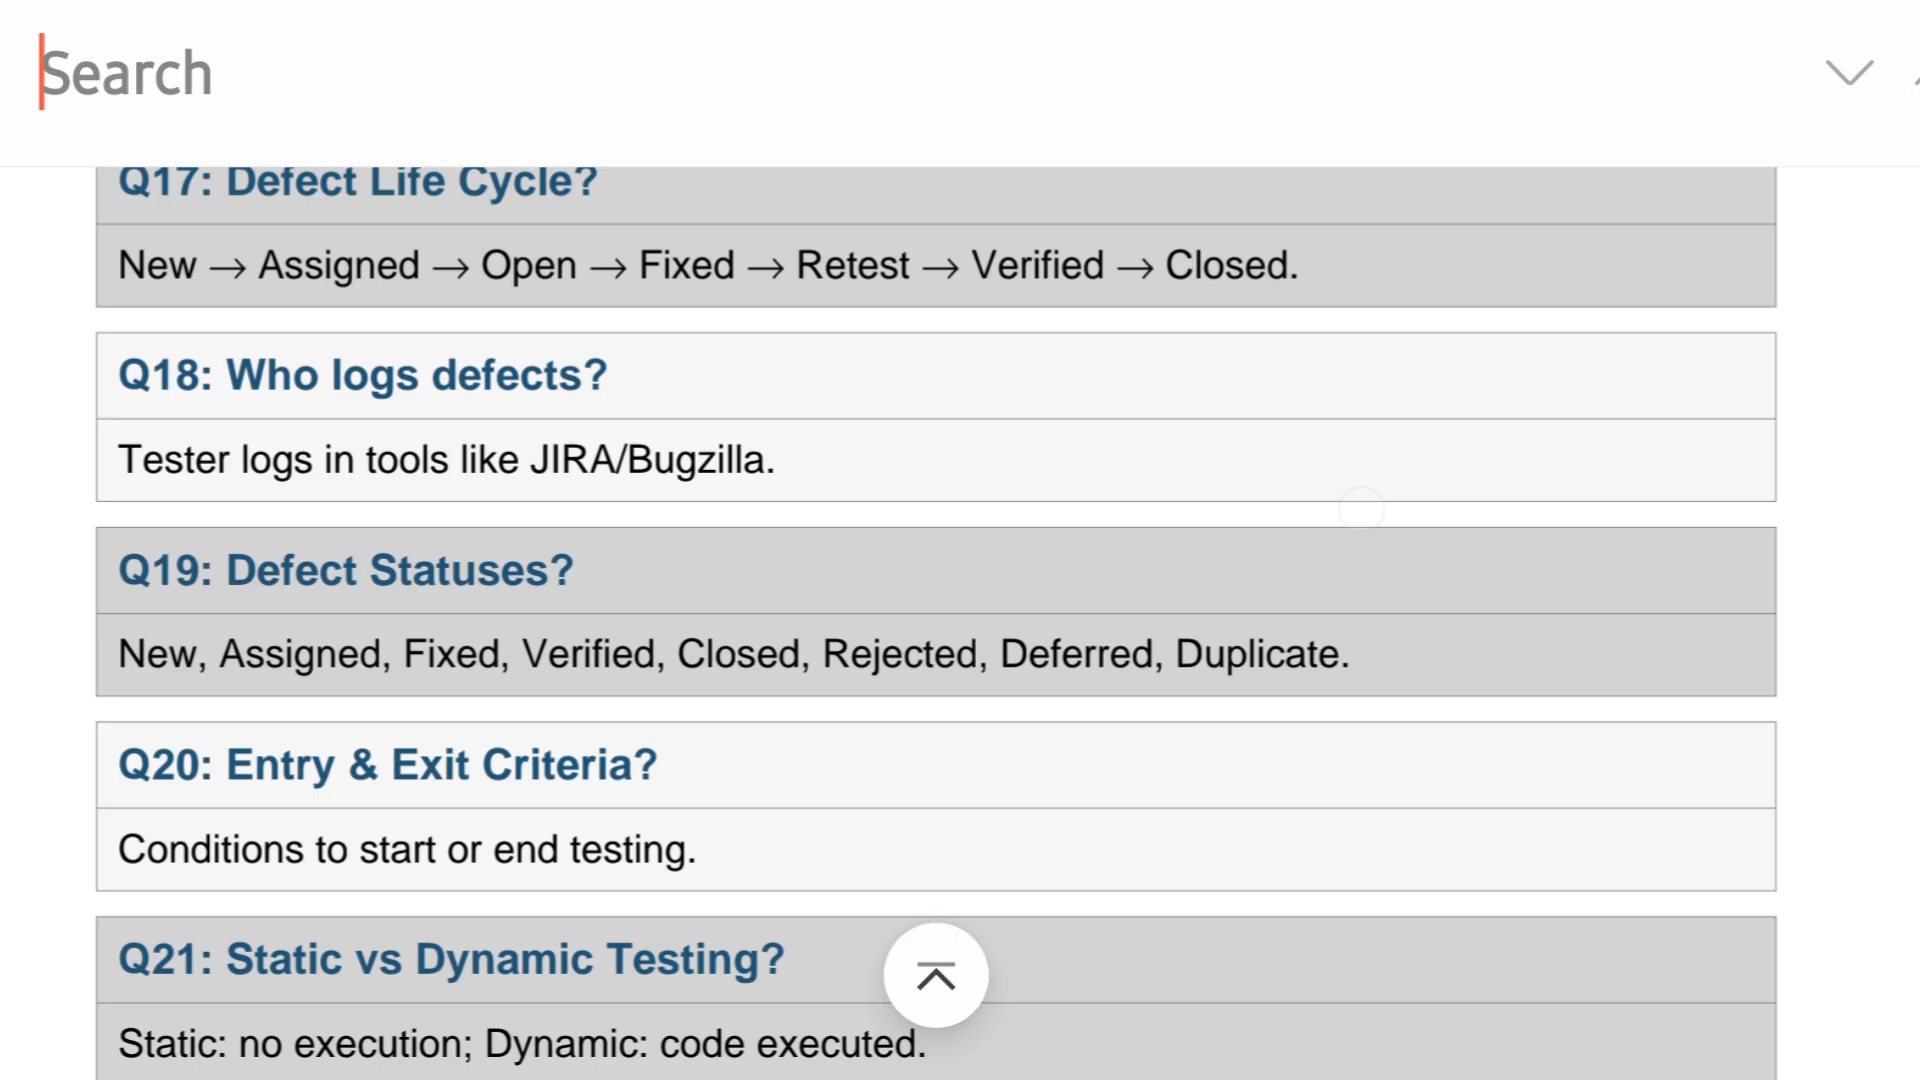 Search
Q17: Defect Life Cycle?
New → Assigned → Open → Fixed → Retest → Verified → Closed.
Q18: Who logs defects?
Tester logs in tools like JIRA/Bugzilla.
Q19: Defect Statuses?
New, Assigned, Fixed, Verified, Closed, Rejected, Deferred, Duplicate.
Q20: Entry & Exit Criteria?
Conditions to start or end testing.
Q21: Static vs Dynamic Testing?
Static: no execution; Dynamic: code executed.